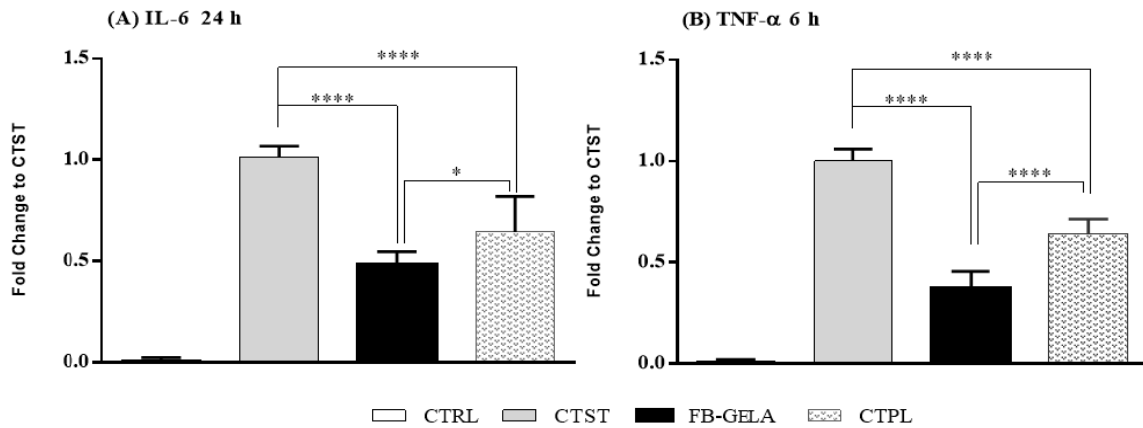 (A) IL-6 24 h
Fold Change to CTST
1.5
1.0
0.5
0.0
****
****
*
(B) TNF-α 6 h
Fold Change to CTST
1.5
1.0
0.5
0.0
****
****
****
CTRL CTST FB-GELA CTPL